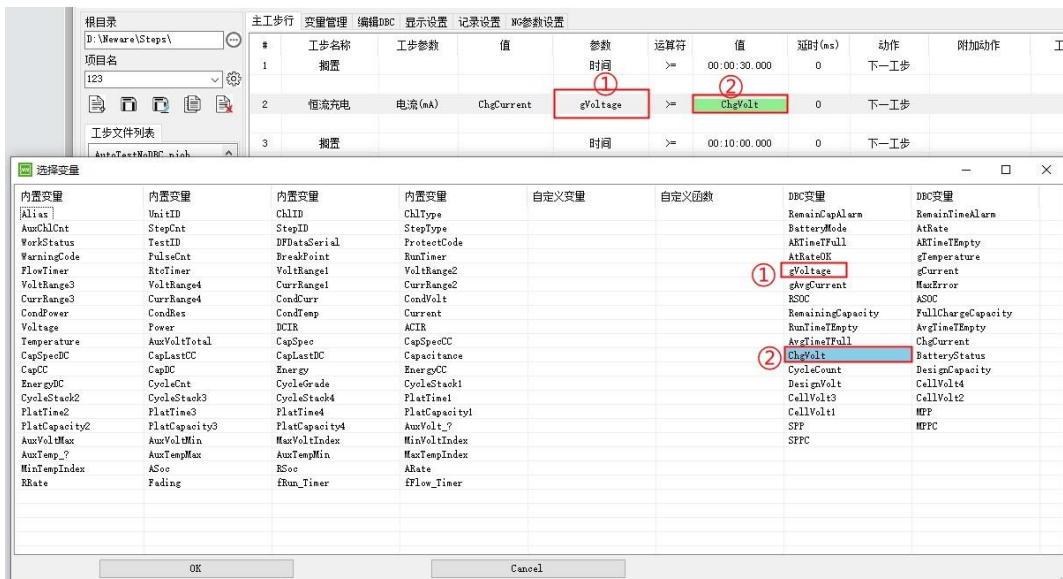 根目录
D:\Neware\Steps\
项目名
123
工步文件列表
AutoTestNoDBC nigh
主工步行 变量管理 编辑DBC 显示设置 记录设置 NG参数设置
# 工步名称 工步参数 值 参数 运算符 值 延时(ms) 动作 附加动作 工
1 搁置 时间 >= 00:00:30.000 0 下一工步
① ②
2 恒流充电 电流(mA) ChgCurrent gVoltage >= ChgVolt 0 下一工步
3 搁置 时间 >= 00:10:00.000 0 下一工步
选择变量
内置变量 内置变量 内置变量 内置变量 自定义变量 自定义函数 DBC变量 DBC变量
Alias UnitID ChlID ChlType RemainCapAlarm RemainTimeAlarm
AuxChlCnt StepCnt StepID StepType BatteryMode AtRate
WorkStatus TestID DFDataSerial ProtectCode ARTimeTFull ARTimeTEmpty
WarningCode PulseCnt BreakPoint RunTimer AtRateOK gTemperature
FlowTimer RtcTimer VoltRange1 VoltRange2 ① gVoltage gCurrent
VoltRange3 VoltRange4 CurrRange1 CurrRange2 gAvgCurrent MaxError
CurrRange3 CurrRange4 CondCurr CondVolt RSOC ASOC
CondPower CondRes CondTemp Current RemainingCapacity FullChargeCapacity
Voltage Power DCIR ACIR RunTimeTEmpty AvgTimeTEmpty
Temperature AuxVoltTotal CapSpec CapSpecCC AvgTimeTFull ChgCurrent
CapSpecDC CapLastCC CapLastDC Capacitance ② ChgVolt BatteryStatus
CapCC CapDC Energy EnergyCC CycleCount DesignCapacity
EnergyDC CycleCnt CycleGrade CycleStack1 DesignVolt CellVolt4
CycleStack2 CycleStack3 CycleStack4 PlatTime1 CellVolt3 CellVolt2
PlatTime2 PlatTime3 PlatTime4 PlatCapacity1 CellVolt1 MPP
PlatCapacity2 PlatCapacity3 PlatCapacity4 AuxVolt_? SPP MPPC
AuxVoltMax AuxVoltMin MaxVoltIndex MinVoltIndex SPPC
AuxTemp_? AuxTempMax AuxTempMin MaxTempIndex
MinTempIndex ASoc RSoc ARate
RRate Fading fRun_Timer fFlow_Timer
OK Cancel